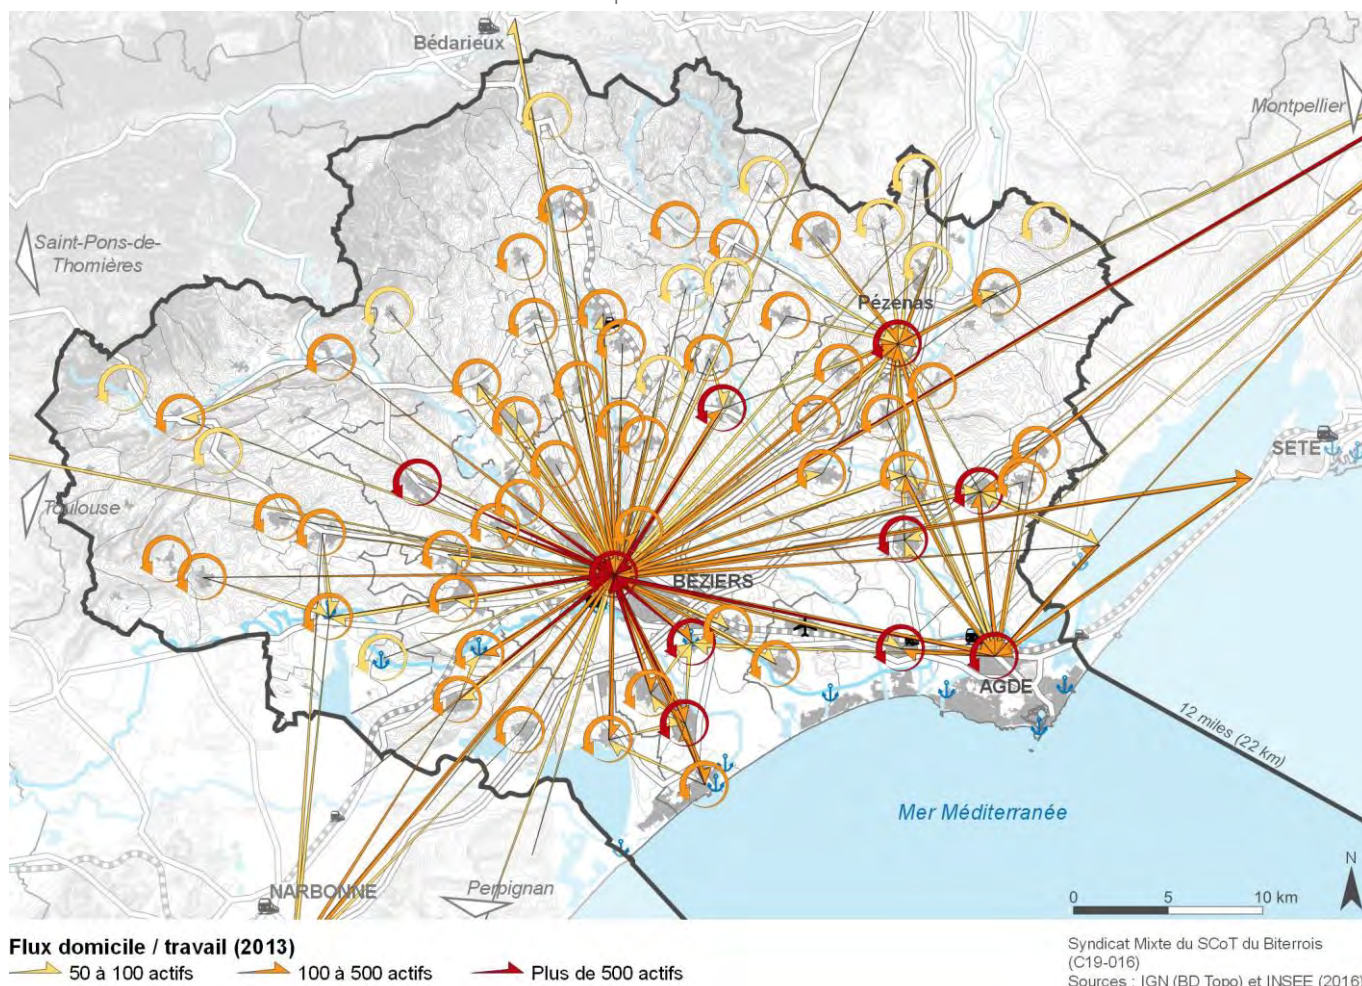 Bédarieux
Montpellier
Saint-Pons-de-
Thomières
Pézenas
SETE
Toulouse
BEZIERS
AGDE
12 miles (22 km)
Mer Méditerranée
NARBONNE
Perpignan
N
0 5 10 km
Flux domicile / travail (2013)
50 à 100 actifs 100 à 500 actifs Plus de 500 actifs
Syndicat Mixte du SCoT du Biterrois
(C19-016)
Sources : IGN (BD Topo) et INSEE (2016)